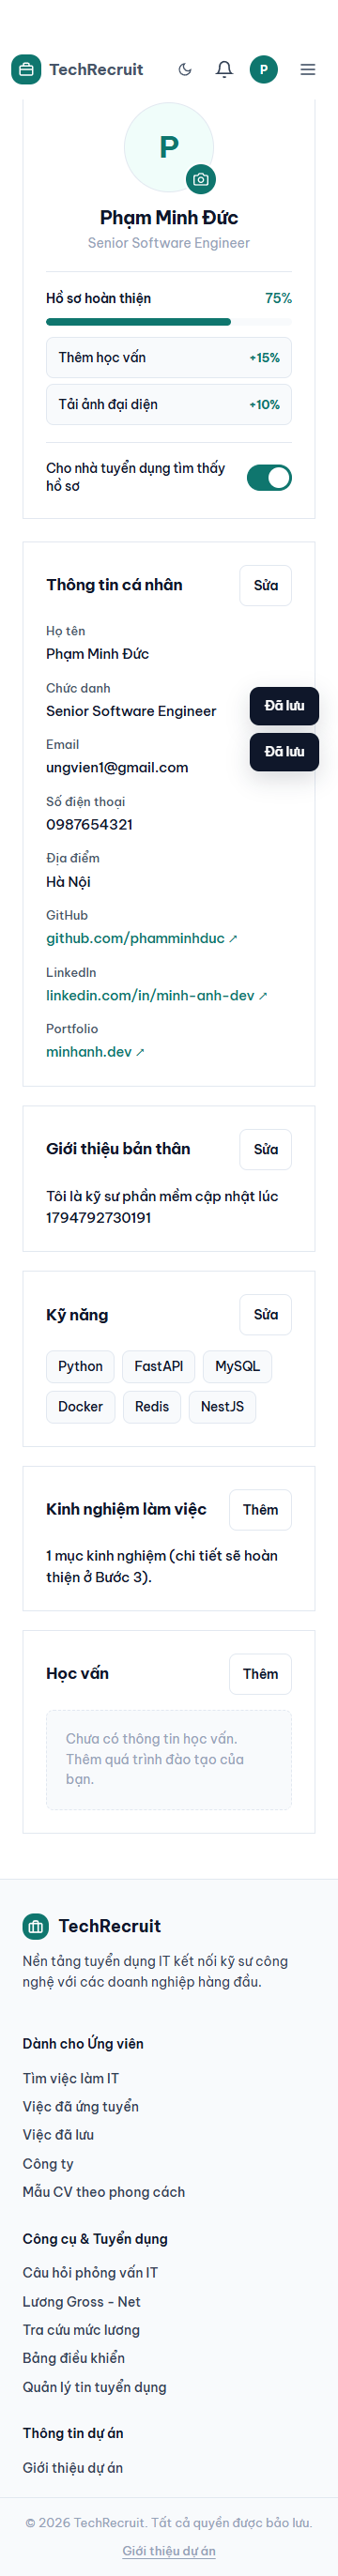 TechRecruit
P
P
Phạm Minh Đức
Senior Software Engineer
Hồ sơ hoàn thiện 75%
Thêm học vấn +15%
Tải ảnh đại diện +10%
Cho nhà tuyển dụng tìm thấy
hồ sơ
Thông tin cá nhân Sửa
Họ tên
Phạm Minh Đức
Chức danh
Senior Software Engineer
Đã lưu
Đã lưu
Email
ungvien1@gmail.com
Số điện thoại
0987654321
Địa điểm
Hà Nội
GitHub
github.com/phamminhduc ↗
LinkedIn
linkedin.com/in/minh-anh-dev ↗
Portfolio
minhanh.dev ↗
Giới thiệu bản thân Sửa
Tôi là kỹ sư phần mềm cập nhật lúc
1794792730191
Kỹ năng Sửa
Python FastAPI MySQL
Docker Redis NestJS
Kinh nghiệm làm việc Thêm
1 mục kinh nghiệm (chi tiết sẽ hoàn
thiện ở Bước 3).
Học vấn Thêm
Chưa có thông tin học vấn.
Thêm quá trình đào tạo của
bạn.
TechRecruit
Nền tảng tuyển dụng IT kết nối kỹ sư công
nghệ với các doanh nghiệp hàng đầu.
Dành cho Ứng viên
Tìm việc làm IT
Việc đã ứng tuyển
Việc đã lưu
Công ty
Mẫu CV theo phong cách
Công cụ & Tuyển dụng
Câu hỏi phỏng vấn IT
Lương Gross - Net
Tra cứu mức lương
Bảng điều khiển
Quản lý tin tuyển dụng
Thông tin dự án
Giới thiệu dự án
© 2026 TechRecruit. Tất cả quyền được bảo lưu.
Giới thiệu dự án